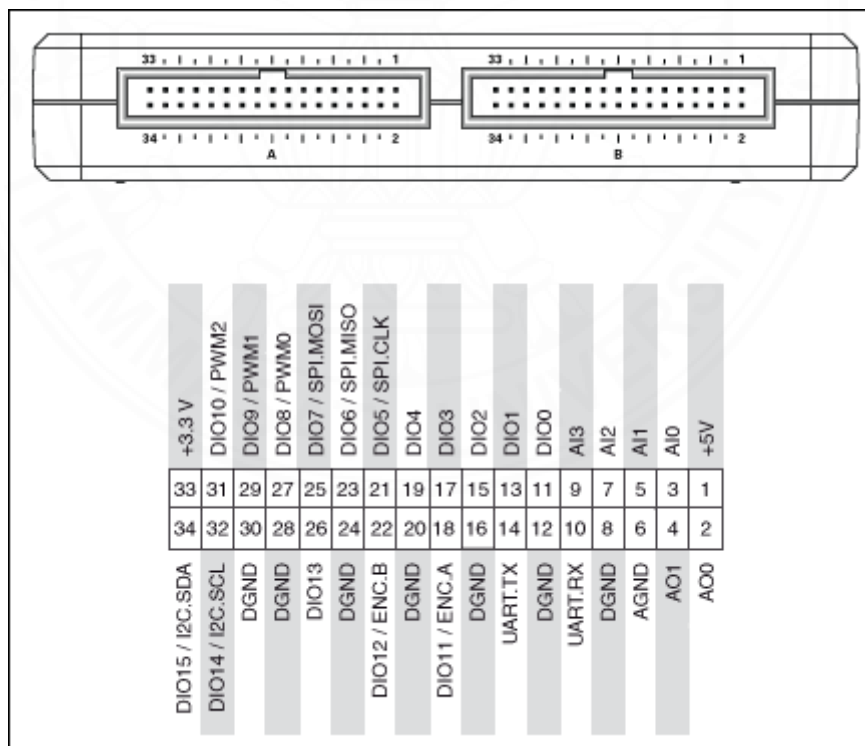 33 1 33 1
34 2 34 2
A B
+3.3 V
DIO10 / PWM2
DIO9 / PWM1
DIO8 / PWM0
DIO7 / SPI.MOSI
DIO6 / SPI.MISO
DIO5 / SPI.CLK
DIO4
DIO3
DIO2
DIO1
DIO0
AI3
AI2
AI1
AI0
+5V
33 31 29 27 25 23 21 19 17 15 13 11 9 7 5 3 1
34 32 30 28 26 24 22 20 18 16 14 12 10 8 6 4 2
DIO15 / I2C.SDA
DIO14 / I2C.SCL
DGND
DGND
DIO13
DGND
DIO12 / ENC.B
DGND
DIO11 / ENC.A
DGND
UART.TX
DGND
UART.RX
DGND
AGND
AO1
AO0